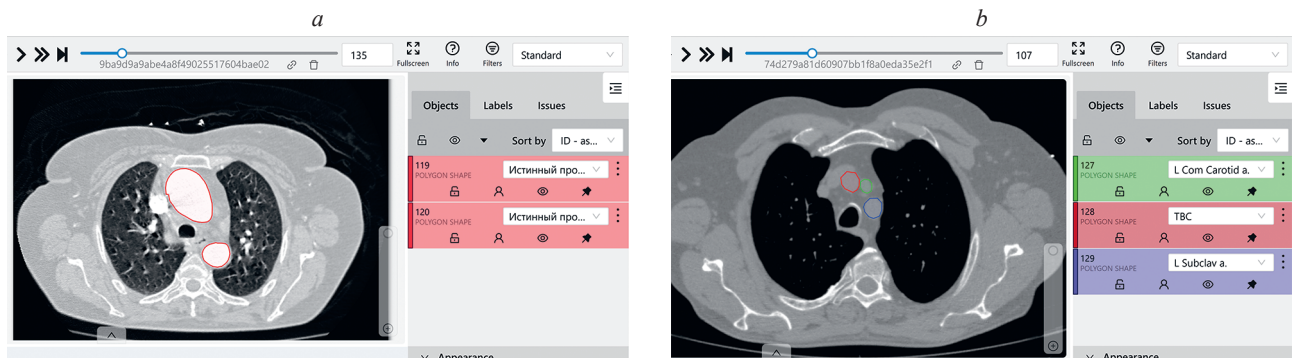 a
9ba9d9a9abe4a8f49025517604bae02
135
Fullscreen
Info
Filters
Standard
Objects
Labels
Issues
Sort by
ID - as...
119
POLYGON SHAPE
Истинный про...
120
POLYGON SHAPE
Истинный про...
Appearance
b
74d279a81d60907bb1f8a0eda35e2f1
107
Fullscreen
Info
Filters
Standard
Objects
Labels
Issues
Sort by
ID - as...
127
POLYGON SHAPE
L Com Carotid a.
128
POLYGON SHAPE
TBC
129
POLYGON SHAPE
L Subclav a.
Appearance